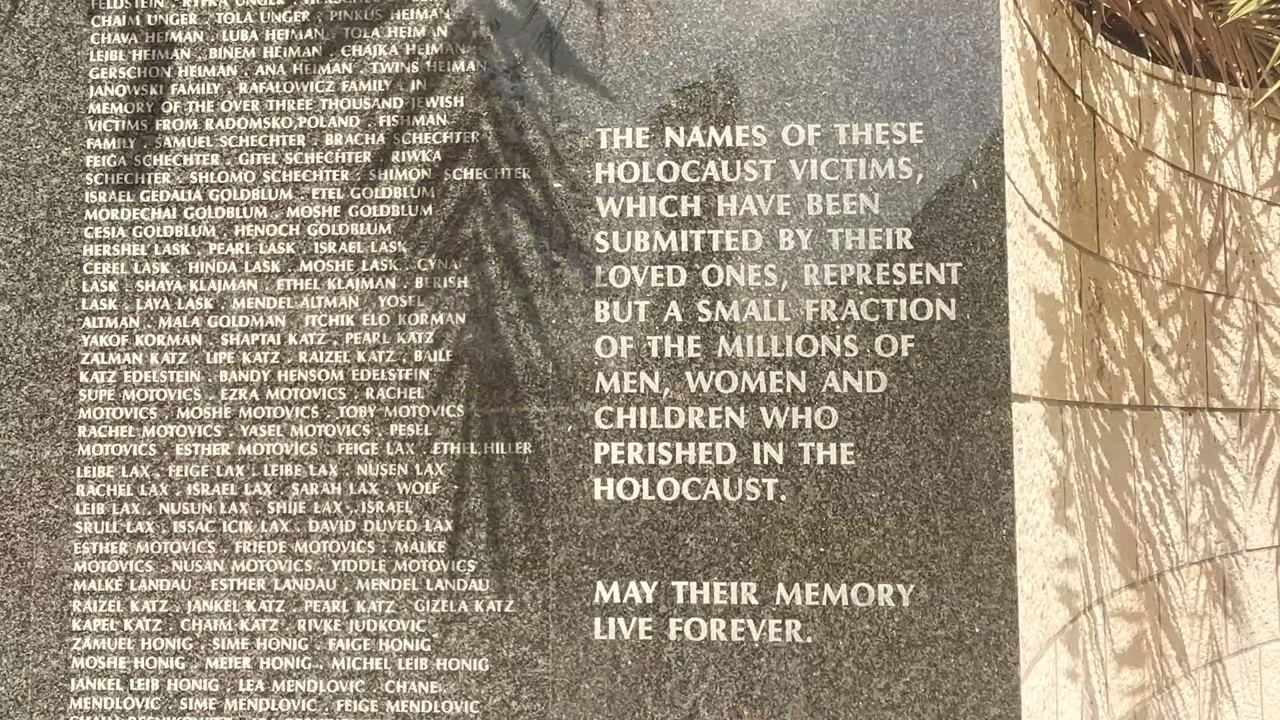 CHAIM UNGER . TOLA UNGER . PINKUS HEIMAN
CHAVA HEIMAN . LUBA HEIMAN . TOLA HEIMAN
LEJBL HEIMAN . BINEM HEIMAN . CHAJKA HEIMAN
GERSCHON HEIMAN . ANA HEIMAN . TWINS HEIMAN
JANOWSKI FAMILY . RAFAŁOWICZ FAMILY . IN
MEMORY OF THE OVER THREE THOUSAND JEWISH
VICTIMS FROM RADOMSKO, POLAND . FISHMAN
FAMILY . SAMUEL SCHECHTER . BRACHA SCHECHTER
FEIGA SCHECHTER . GITEL SCHECHTER . RIWKA
SCHECHTER . SHLOMO SCHECHTER . SHIMON SCHECHTER
ISRAEL GEDALIA GOLDBLUM . ETEL GOLDBLUM
MORDECHAI GOLDBLUM . MOSHE GOLDBLUM
CESIA GOLDBLUM . HENOCH GOLDBLUM
HERSHEL LASK . PEARL LASK . ISRAEL LASK
CEREL LASK . HINDA LASK . MOSHE LASK . CYNA
LASK . SHAYA KLAJMAN . ETHEL KLAJMAN . BERISH
LASK . LAYA LASK . MENDEL ALTMAN . YOSEL
ALTMAN . MALA GOLDMAN . ITCHIK ELO KORMAN
YAKOF KORMAN . SHAPTAI KATZ . PEARL KATZ
ZALMAN KATZ . LIPE KATZ . RAIZEL KATZ . BAILE
KATZ EDELSTEIN . BANDY HENSOM EDELSTEIN
SUPE MOTOVICS . EZRA MOTOVICS . RACHEL
MOTOVICS . MOSHE MOTOVICS . TOBY MOTOVICS
RACHEL MOTOVICS . YASEL MOTOVICS . PESEL
MOTOVICS . ESTHER MOTOVICS . FEIGE LAX . ETHEL HILLER
LEIBE LAX . FEIGE LAX . LEIBE LAX . NUSEN LAX
RACHEL LAX . ISRAEL LAX . SARAH LAX . WOLF
LEIB LAX . NUSUN LAX . SHIJE LAX . ISRAEL
SRULL LAX . ISSAC ICIK LAX . DAVID DUVED LAX
ESTHER MOTOVICS . FRIEDE MOTOVICS . MALKE
MOTOVICS . NUSAN MOTOVICS . YIDDLE MOTOVICS
MALKE LANDAU . ESTHER LANDAU . MENDEL LANDAU
RAIZEL KATZ . JANKEL KATZ . PEARL KATZ . GIZELA KATZ
KAPEL KATZ . CHAIM KATZ . RIVKE JUDKOVIC
ZAMUEL HONIG . SIME HONIG . FAIGE HONIG
MOSHE HONIG . MEIER HONIG . MICHEL LEIB HONIG
JANKEL LEIB HONIG . LEA MENDLOVIC . CHANE
MENDLOVIC . SIME MENDLOVIC . FEIGE MENDLOVIC
THE NAMES OF THESE
HOLOCAUST VICTIMS,
WHICH HAVE BEEN
SUBMITTED BY THEIR
LOVED ONES, REPRESENT
BUT A SMALL FRACTION
OF THE MILLIONS OF
MEN, WOMEN AND
CHILDREN WHO
PERISHED IN THE
HOLOCAUST.
MAY THEIR MEMORY
LIVE FOREVER.